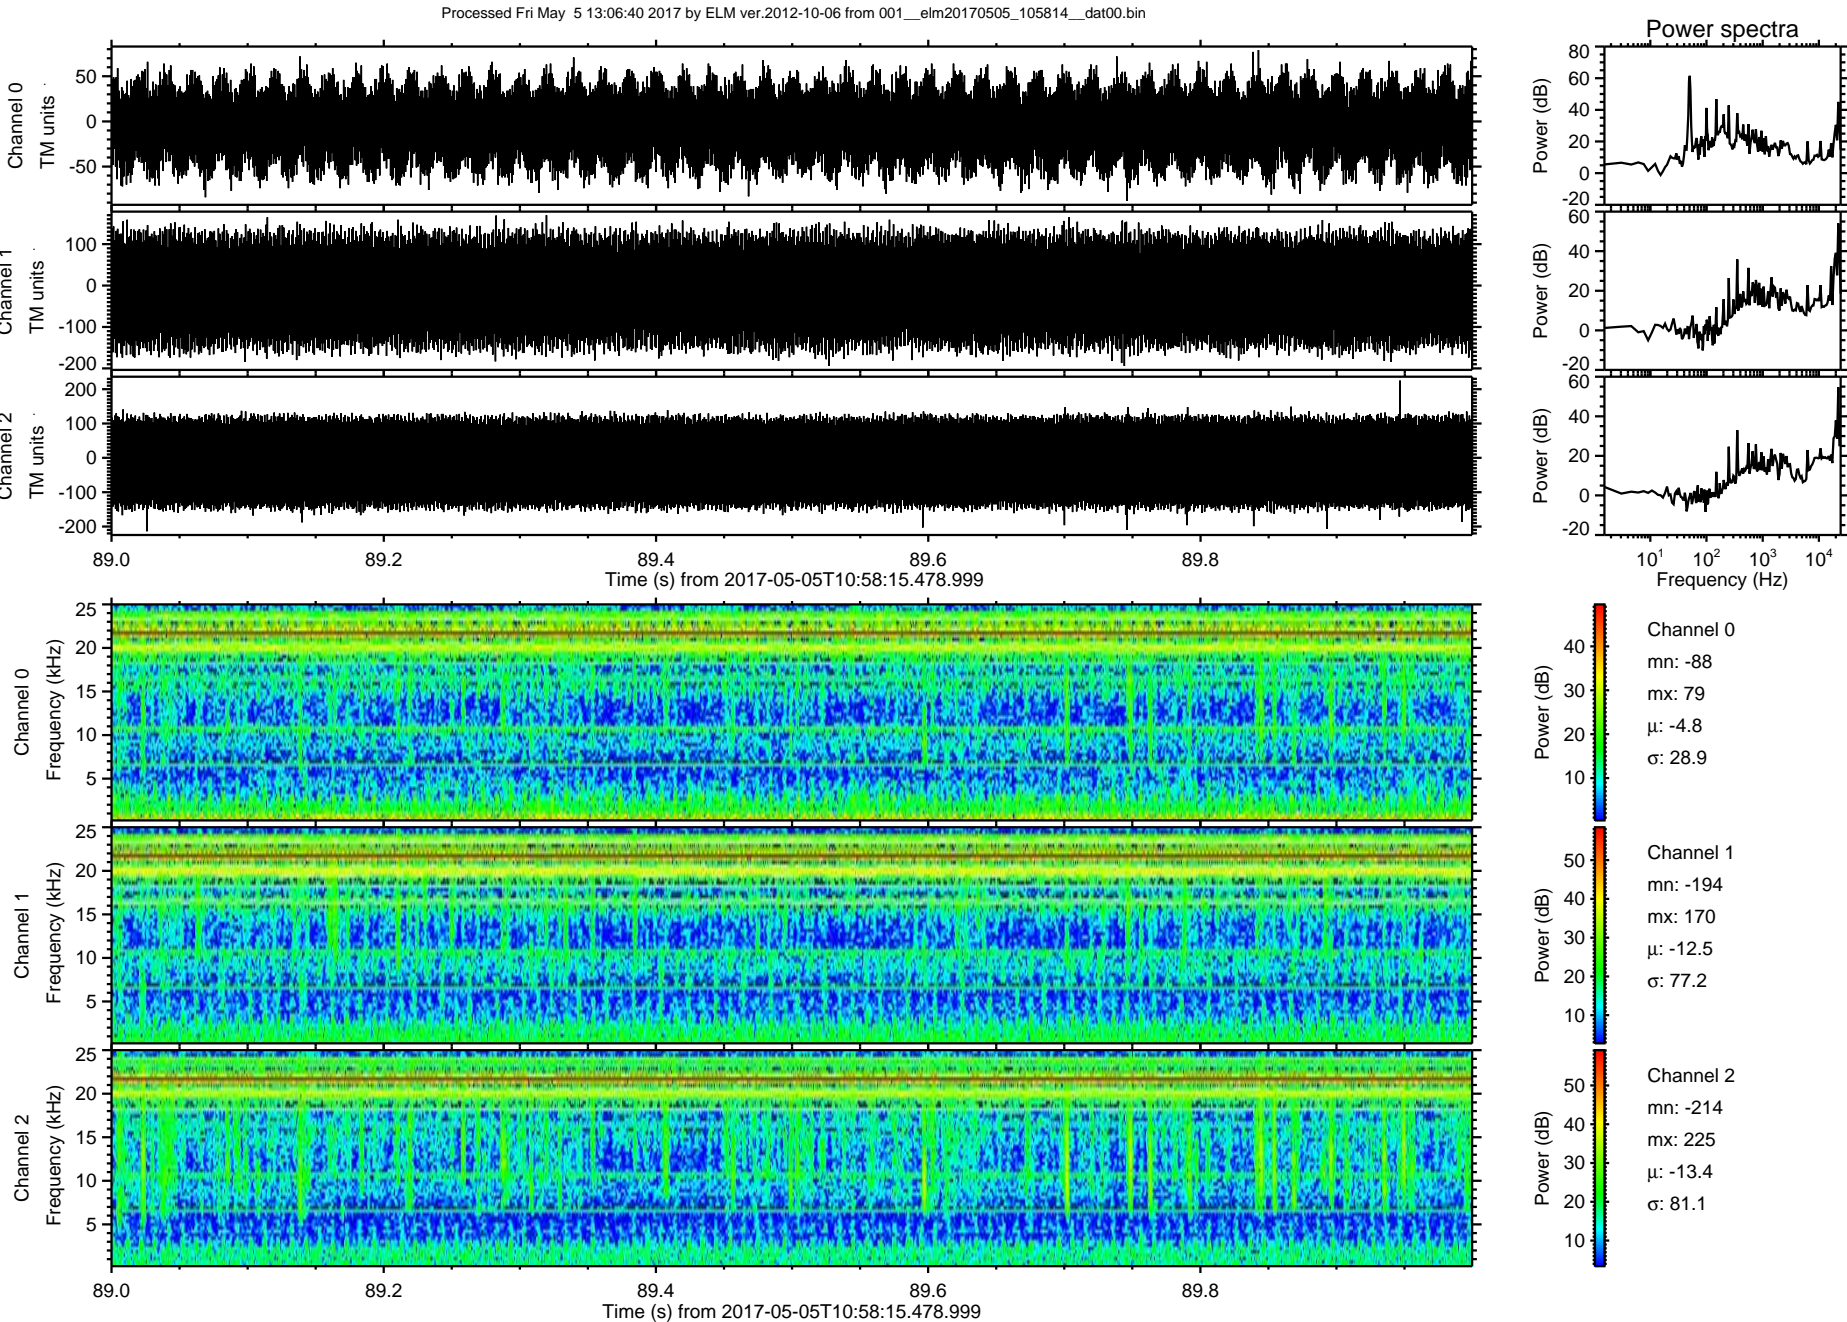 Processed Fri May  5 13:06:40 2017 by ELM ver.2012-10-06 from 001__elm20170505_105814__dat00.bin
Power spectra
Channel 0
TM units
50
0
-50
Power (dB)
80
60
40
20
0
-20
Channel 1
TM units
100
0
-100
-200
Power (dB)
60
40
20
0
-20
Channel 2
TM units
200
100
0
-100
-200
Power (dB)
60
40
20
0
-20
89.0 89.2 89.4 89.6 89.8
Time (s) from 2017-05-05T10:58:15.478.999
10^1 10^2 10^3 10^4
Frequency (Hz)
Channel 0
Frequency (kHz)
25
20
15
10
5
Power (dB)
40
30
20
10
Channel 0
mn: -88
mx: 79
μ: -4.8
σ: 28.9
Channel 1
Frequency (kHz)
25
20
15
10
5
Power (dB)
50
40
30
20
10
Channel 1
mn: -194
mx: 170
μ: -12.5
σ: 77.2
Channel 2
Frequency (kHz)
25
20
15
10
5
Power (dB)
50
40
30
20
10
Channel 2
mn: -214
mx: 225
μ: -13.4
σ: 81.1
89.0 89.2 89.4 89.6 89.8
Time (s) from 2017-05-05T10:58:15.478.999